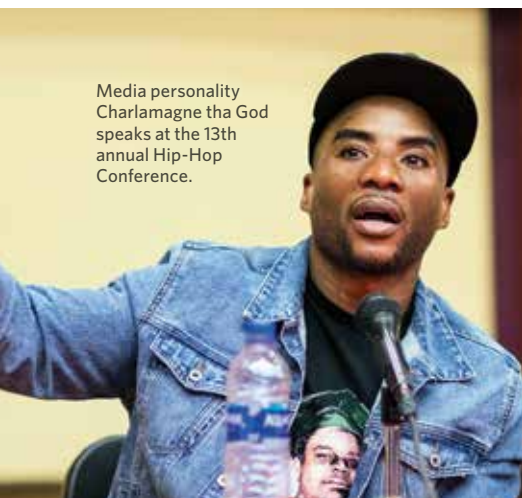 Media personality
Charlamagne tha God
speaks at the 13th
annual Hip-Hop
Conference.